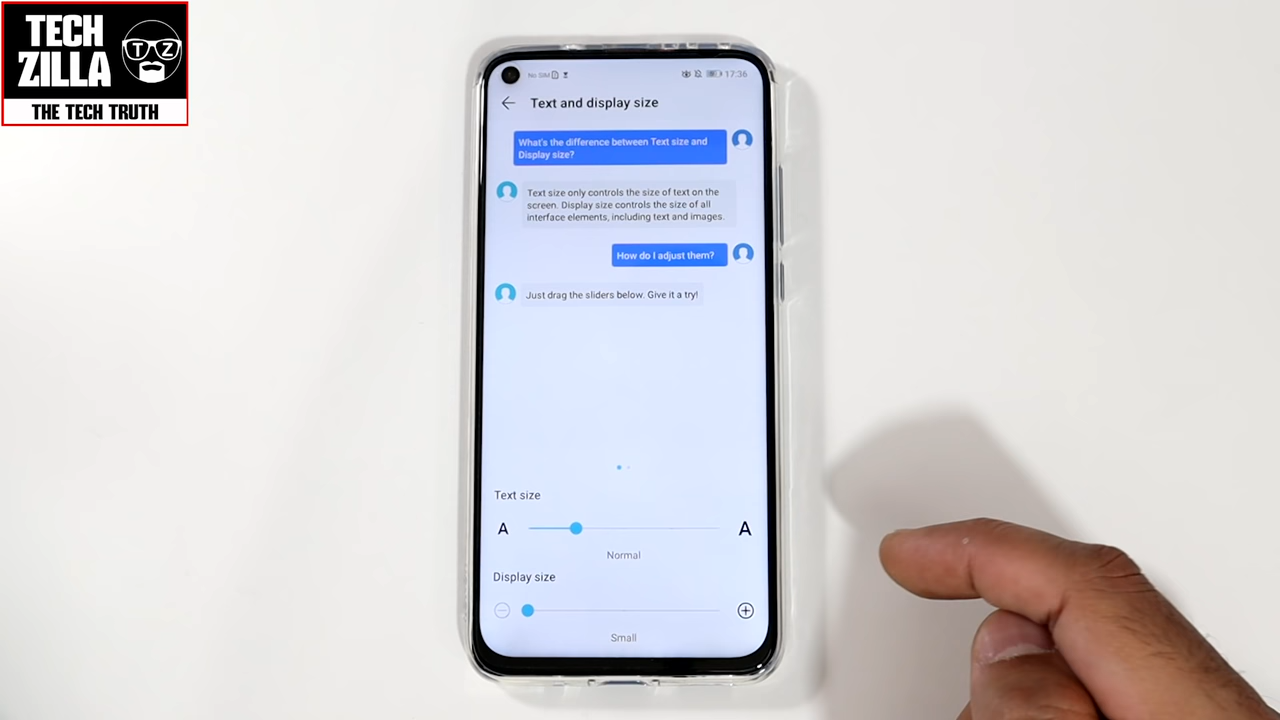 TECH
ZILLA
TZ
THE TECH TRUTH
No SIM
17:36
Text and display size
What's the difference between Text size and
Display size?
Text size only controls the size of text on the
screen. Display size controls the size of all
interface elements, including text and images.
How do I adjust them?
Just drag the sliders below. Give it a try!
Text size
A
A
Normal
Display size
Small